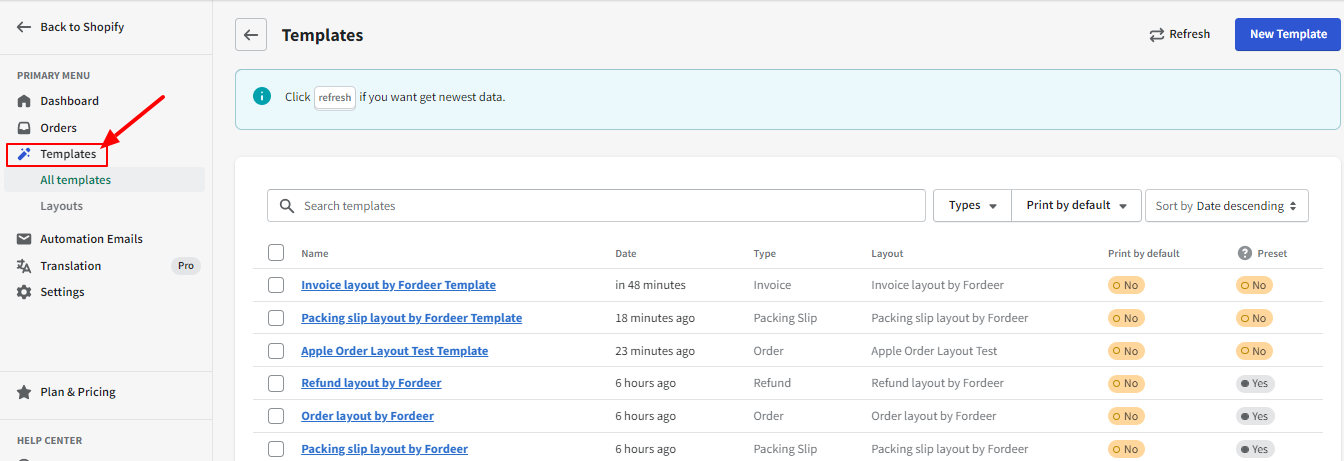 Back to Shopify
PRIMARY MENU
Dashboard
Orders
Templates
All templates
Layouts
Automation Emails
Translation Pro
Settings
Plan & Pricing
HELP CENTER
Templates
Refresh
New Template
Click refresh if you want get newest data.
Search templates
Types
Print by default
Sort by Date descending
Name Date Type Layout Print by default Preset
Invoice layout by Fordeer Template in 48 minutes Invoice Invoice layout by Fordeer No No
Packing slip layout by Fordeer Template 18 minutes ago Packing Slip Packing slip layout by Fordeer No No
Apple Order Layout Test Template 23 minutes ago Order Apple Order Layout Test No No
Refund layout by Fordeer 6 hours ago Refund Refund layout by Fordeer No Yes
Order layout by Fordeer 6 hours ago Order Order layout by Fordeer No Yes
Packing slip layout by Fordeer 6 hours ago Packing Slip Packing slip layout by Fordeer No Yes